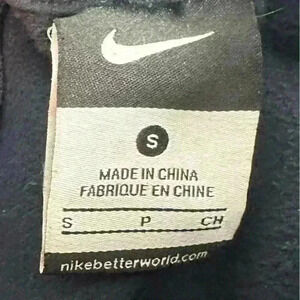 S
MADE IN CHINA
FABRIQUE EN CHINE
S P CH
nikebetterworld.com